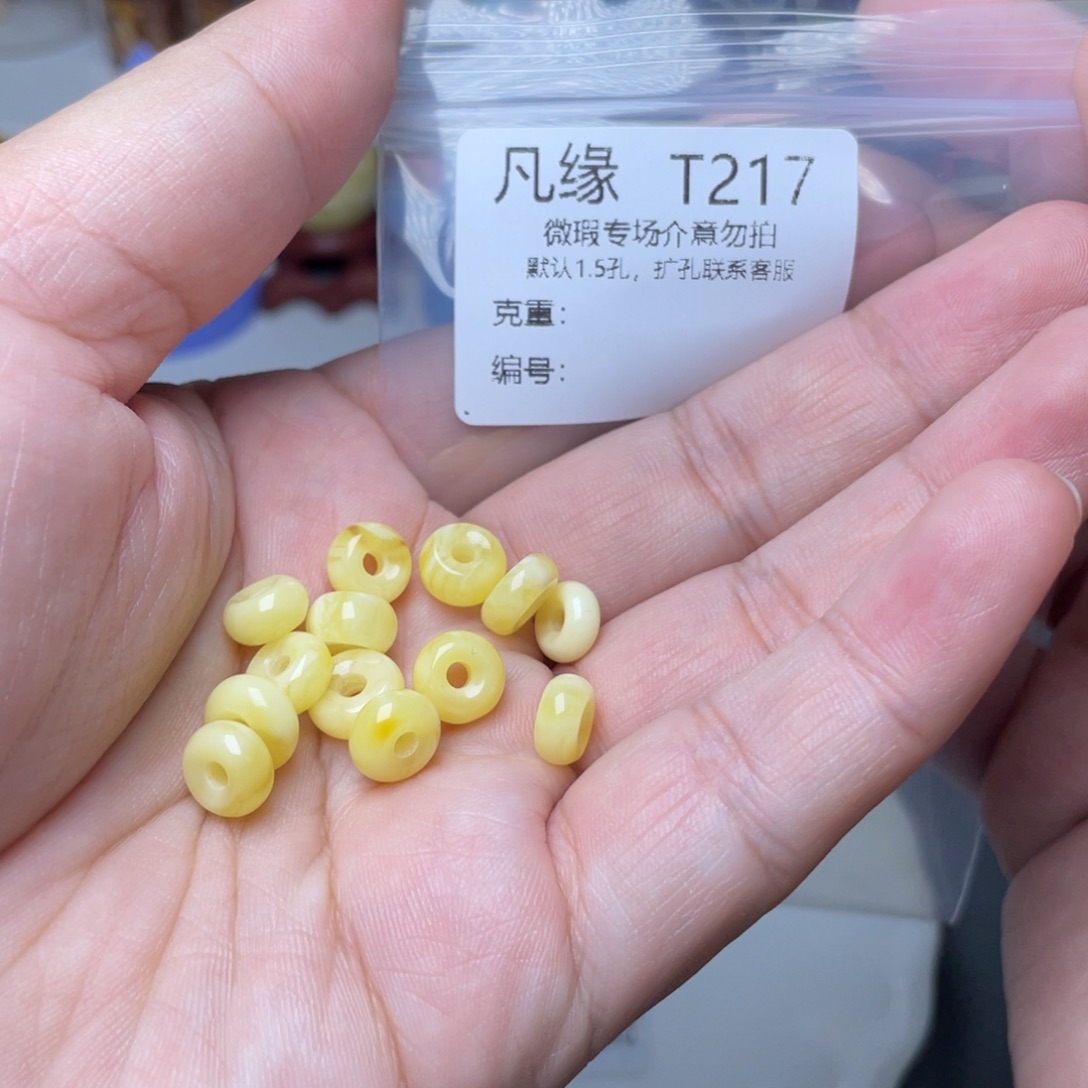 凡缘 T217
微瑕专场介意勿拍
默认1.5孔，扩孔联系客服
克重：
编号：